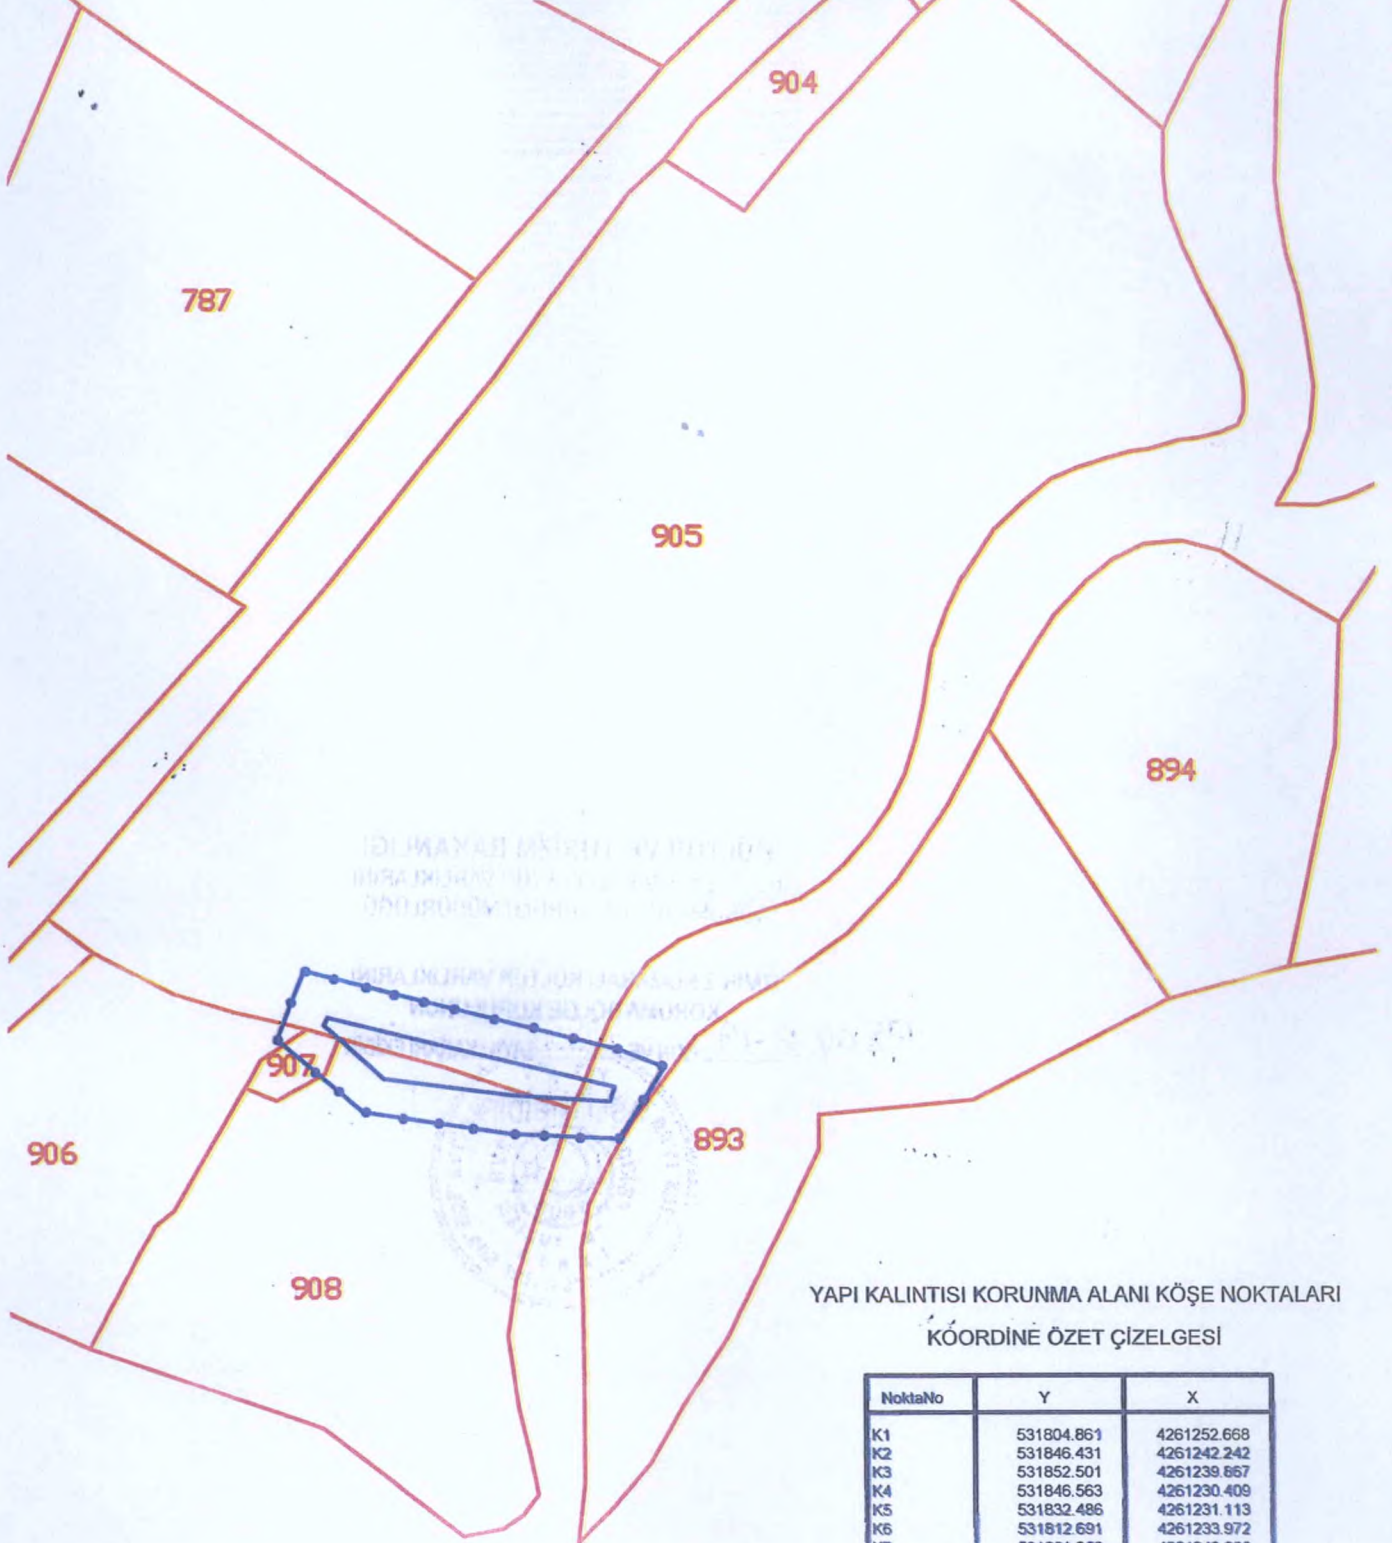 904
787
905
894
907
893
906
908
YAPI KALINTISI KORUNMA ALANI KÖŞE NOKTALARI
KOORDİNE ÖZET ÇİZELGESİ
NoktaNo Y X
K1 531804.861 4261252.668
K2 531846.431 4261242.242
K3 531852.501 4261239.867
K4 531846.563 4261230.409
K5 531832.486 4261231.113
K6 531812.691 4261233.972